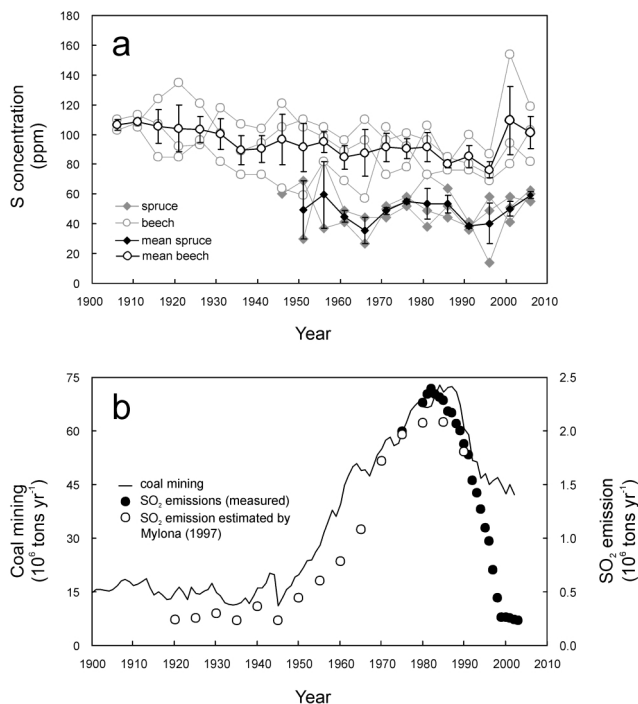 a
S concentration
(ppm)
180
160
140
120
100
80
60
40
20
0
spruce
beech
mean spruce
mean beech
1900 1910 1920 1930 1940 1950 1960 1970 1980 1990 2000 2010
Year
b
Coal mining
(10⁶ tons yr⁻¹)
75
60
45
30
15
0
coal mining
SO₂ emissions (measured)
SO₂ emission estimated by
Mylona (1997)
2.5
2.0
1.5
1.0
0.5
0.0
SO₂ emission
(10⁶ tons yr⁻¹)
1900 1910 1920 1930 1940 1950 1960 1970 1980 1990 2000 2010
Year